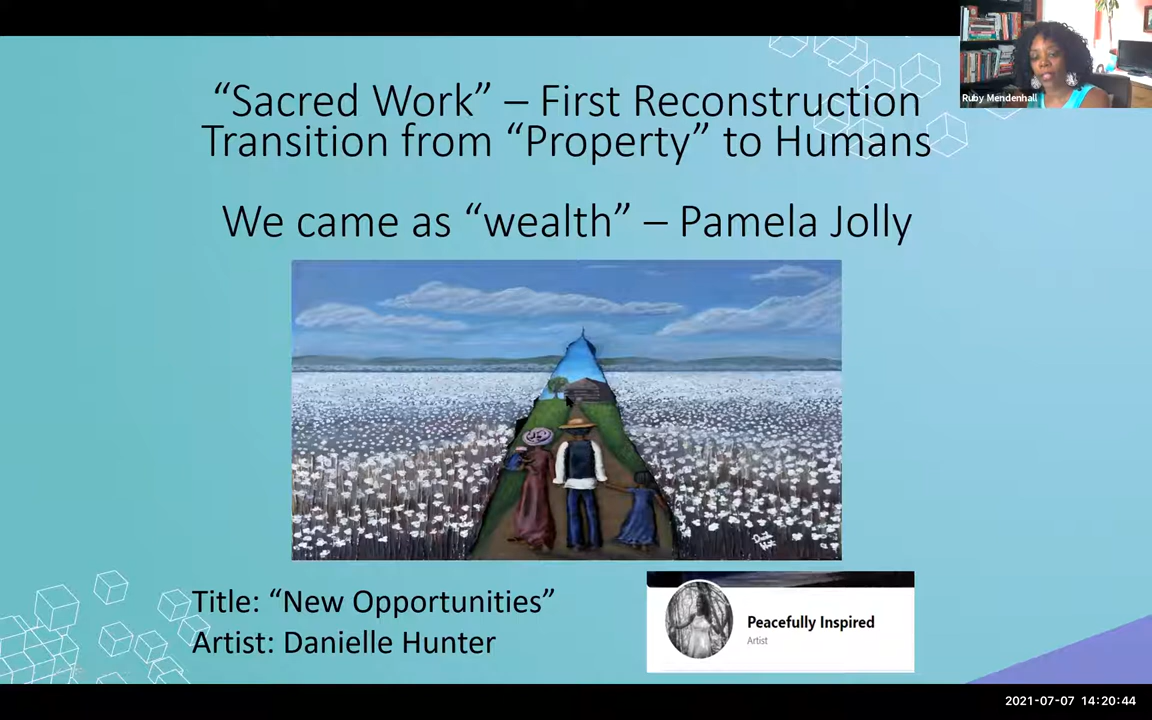 “Sacred Work” – First Reconstruction
Transition from “Property” to Humans
We came as “wealth” – Pamela Jolly
Title: “New Opportunities”
Artist: Danielle Hunter
Peacefully Inspired
Artist
Ruby Mendenhall
2021-07-07 14:20:44